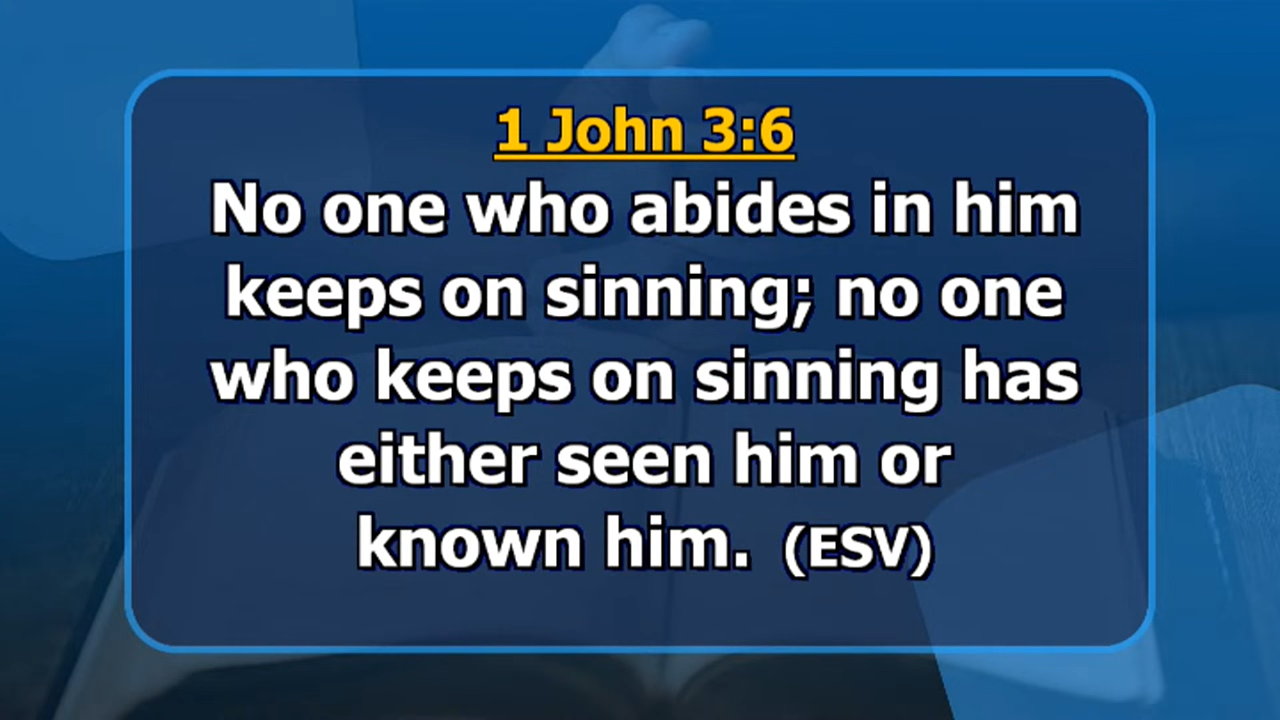 1 John 3:6
No one who abides in him
keeps on sinning; no one
who keeps on sinning has
either seen him or
known him. (ESV)